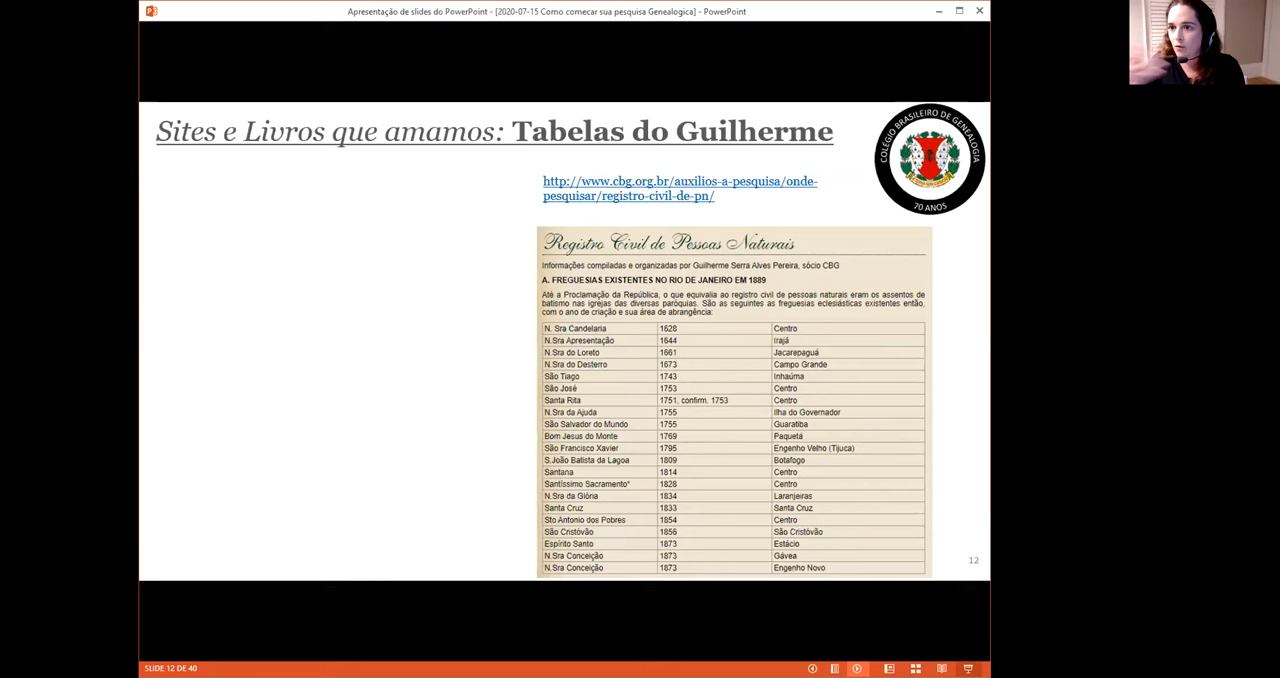 Apresentação de slides do PowerPoint - [2020-07-15 Como comecar sua pesquisa Genealogica] - PowerPoint
Sites e Livros que amamos: Tabelas do Guilherme
COLÉGIO BRASILEIRO DE GENEALOGIA
70 ANOS
http://www.cbg.org.br/auxilios-a-pesquisa/onde-
pesquisar/registro-civil-de-pn/
Registro Civil de Pessoas Naturais
Informações compiladas e organizadas por Guilherme Serra Alves Pereira, sócio CBG
A. FREGUESIAS EXISTENTES NO RIO DE JANEIRO EM 1889
Até a Proclamação da República, o que equivalia ao registro civil de pessoas naturais eram os assentos de
batismo nas igrejas das diversas paróquias. São as seguintes as freguesias eclesiásticas existentes então,
com o ano de criação e sua área de abrangência:
N. Sra Candelaria 1628 Centro
N.Sra Apresentação 1644 Irajá
N.Sra do Loreto 1661 Jacarepaguá
N.Sra do Desterro 1673 Campo Grande
São Tiago 1743 Inhaúma
São José 1753 Centro
Santa Rita 1751, confirm. 1753 Centro
N.Sra da Ajuda 1755 Ilha do Governador
São Salvador do Mundo 1755 Guaratiba
Bom Jesus do Monte 1769 Paquetá
São Francisco Xavier 1795 Engenho Velho (Tijuca)
S.João Batista da Lagoa 1809 Botafogo
Santana 1814 Centro
Santíssimo Sacramento* 1828 Centro
N.Sra da Glória 1834 Laranjeiras
Santa Cruz 1833 Santa Cruz
Sto Antonio dos Pobres 1854 Centro
São Cristóvão 1856 São Cristóvão
Espírito Santo 1873 Estácio
N.Sra Conceição 1873 Gávea
N.Sra Conceição 1873 Engenho Novo
12
SLIDE 12 DE 40